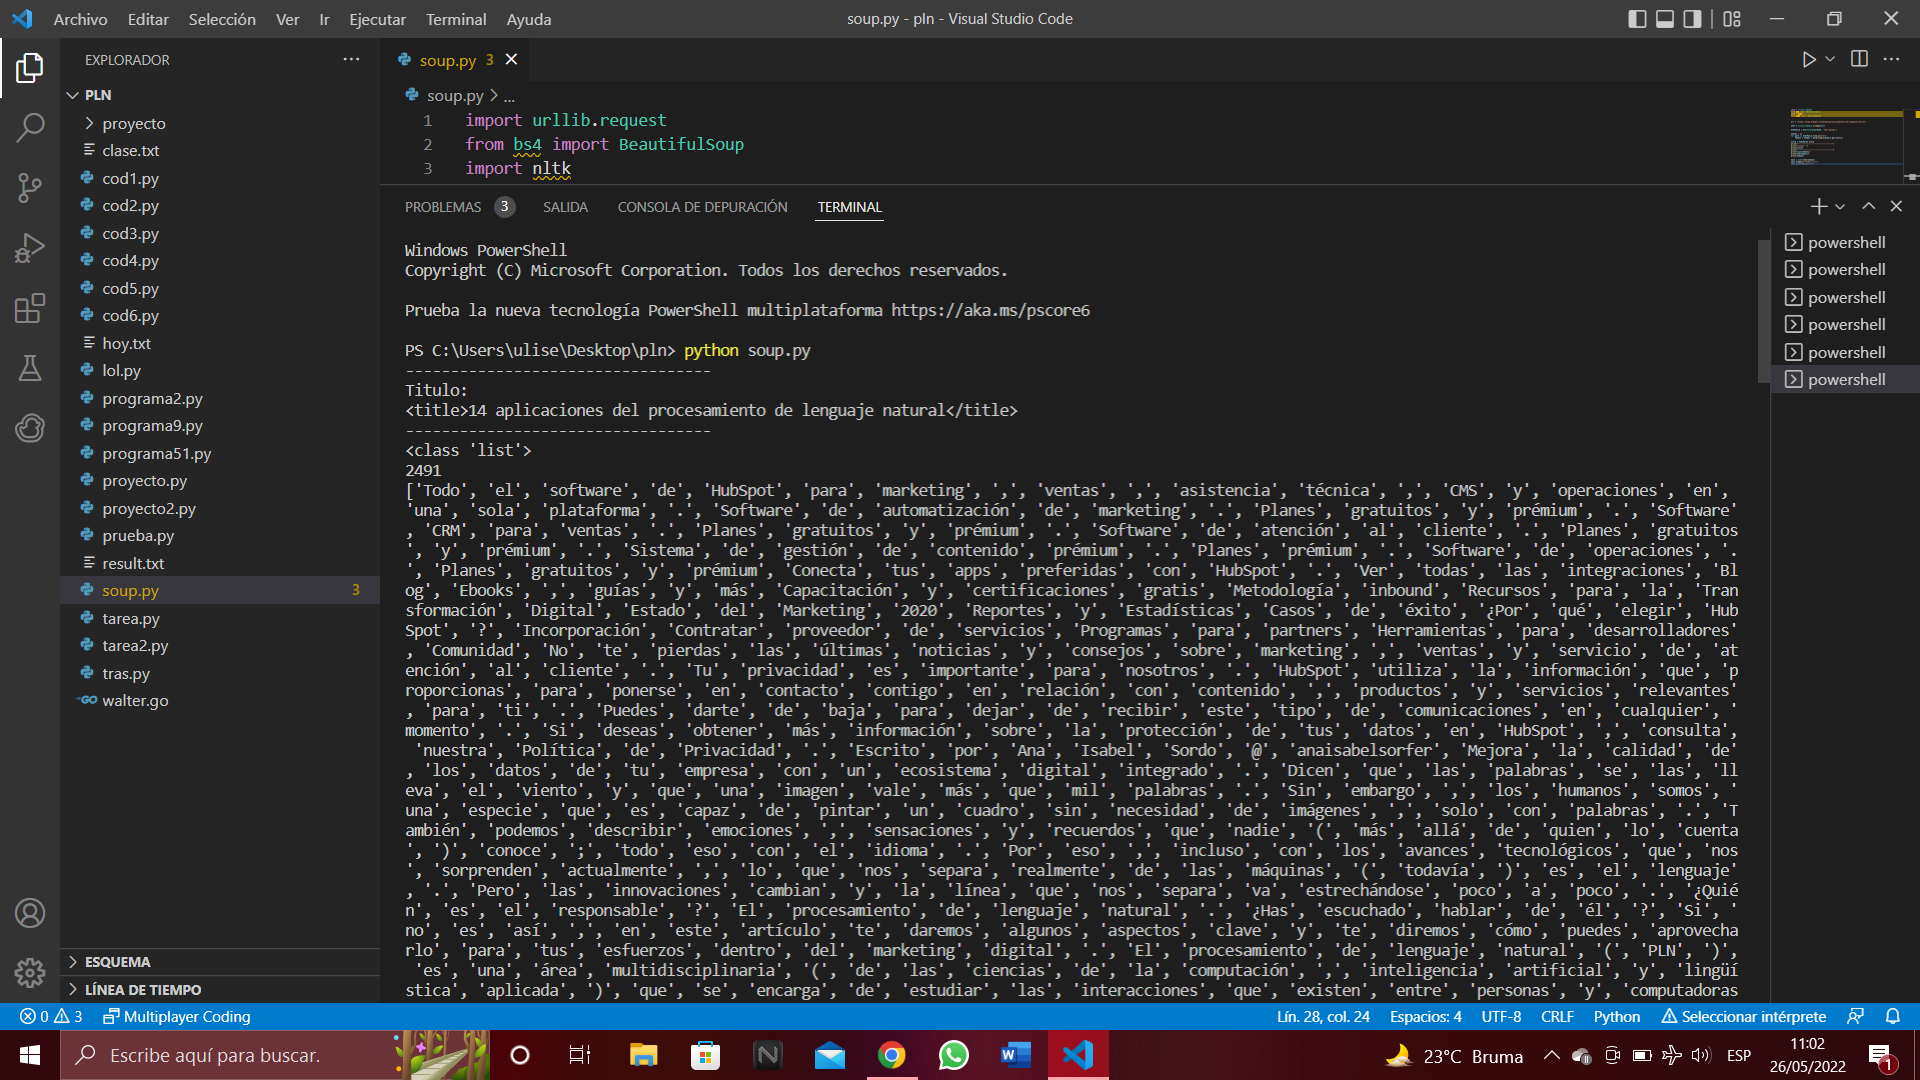 Archivo Editar Selección Ver Ir Ejecutar Terminal Ayuda
soup.py - pln - Visual Studio Code
EXPLORADOR
PLN
proyecto
clase.txt
cod1.py
cod2.py
cod3.py
cod4.py
cod5.py
cod6.py
hoy.txt
lol.py
programa2.py
programa9.py
programa51.py
proyecto.py
proyecto2.py
prueba.py
result.txt
soup.py 3
tarea.py
tarea2.py
tras.py
walter.go
ESQUEMA
LÍNEA DE TIEMPO
soup.py 3
soup.py > ...
1 import urllib.request
2 from bs4 import BeautifulSoup
3 import nltk
PROBLEMAS 3 SALIDA CONSOLA DE DEPURACIÓN TERMINAL
Windows PowerShell
Copyright (C) Microsoft Corporation. Todos los derechos reservados.
Prueba la nueva tecnología PowerShell multiplataforma https://aka.ms/pscore6
PS C:\Users\ulise\Desktop\pln> python soup.py
----------------------------------
Titulo:
<title>14 aplicaciones del procesamiento de lenguaje natural</title>
----------------------------------
<class 'list'>
2491
['Todo', 'el', 'software', 'de', 'HubSpot', 'para', 'marketing', ',', 'ventas', ',', 'asistencia', 'técnica', ',', 'CMS', 'y', 'operaciones', 'en',
'una', 'sola', 'plataforma', '.', 'Software', 'de', 'automatización', 'de', 'marketing', '.', 'Planes', 'gratuitos', 'y', 'prémium', '.', 'Software'
, 'CRM', 'para', 'ventas', '.', 'Planes', 'gratuitos', 'y', 'prémium', '.', 'Software', 'de', 'atención', 'al', 'cliente', '.', 'Planes', 'gratuitos
', 'y', 'prémium', '.', 'Sistema', 'de', 'gestión', 'de', 'contenido', 'prémium', '.', 'Planes', 'prémium', '.', 'Software', 'de', 'operaciones', '.
', 'Planes', 'gratuitos', 'y', 'prémium', 'Conecta', 'tus', 'apps', 'preferidas', 'con', 'HubSpot', '.', 'Ver', 'todas', 'las', 'integraciones', 'Bl
og', 'Ebooks', ',', 'guías', 'y', 'más', 'Capacitación', 'y', 'certificaciones', 'gratis', 'Metodología', 'inbound', 'Recursos', 'para', 'la', 'Tran
sformación', 'Digital', 'Estado', 'del', 'Marketing', '2020', 'Reportes', 'y', 'Estadísticas', 'Casos', 'de', 'éxito', '¿Por', 'qué', 'elegir', 'Hub
Spot', '?', 'Incorporación', 'Contratar', 'proveedor', 'de', 'servicios', 'Programas', 'para', 'partners', 'Herramientas', 'para', 'desarrolladores'
, 'Comunidad', 'No', 'te', 'pierdas', 'las', 'últimas', 'noticias', 'y', 'consejos', 'sobre', 'marketing', ',', 'ventas', 'y', 'servicio', 'de', 'at
ención', 'al', 'cliente', '.', 'Tu', 'privacidad', 'es', 'importante', 'para', 'nosotros', '.', 'HubSpot', 'utiliza', 'la', 'información', 'que', 'p
roporcionas', 'para', 'ponerse', 'en', 'contacto', 'contigo', 'en', 'relación', 'con', 'contenido', ',', 'productos', 'y', 'servicios', 'relevantes'
, 'para', 'ti', '.', 'Puedes', 'darte', 'de', 'baja', 'para', 'dejar', 'de', 'recibir', 'este', 'tipo', 'de', 'comunicaciones', 'en', 'cualquier', '
momento', '.', 'Si', 'deseas', 'obtener', 'más', 'información', 'sobre', 'la', 'protección', 'de', 'tus', 'datos', 'en', 'HubSpot', ',', 'consulta',
'nuestra', 'Política', 'de', 'Privacidad', '.', 'Escrito', 'por', 'Ana', 'Isabel', 'Sordo', '@', 'anaisabelsorfer', 'Mejora', 'la', 'calidad', 'de'
, 'los', 'datos', 'de', 'tu', 'empresa', 'con', 'un', 'ecosistema', 'digital', 'integrado', '.', 'Dicen', 'que', 'las', 'palabras', 'se', 'las', 'll
eva', 'el', 'viento', 'y', 'que', 'una', 'imagen', 'vale', 'más', 'que', 'mil', 'palabras', '.', 'Sin', 'embargo', ',', 'los', 'humanos', 'somos', '
una', 'especie', 'que', 'es', 'capaz', 'de', 'pintar', 'un', 'cuadro', 'sin', 'necesidad', 'de', 'imágenes', ',', 'solo', 'con', 'palabras', '.', 'T
ambién', 'podemos', 'describir', 'emociones', ',', 'sensaciones', 'y', 'recuerdos', 'que', 'nadie', '(', 'más', 'allá', 'de', 'quien', 'lo', 'cuenta
', ')', 'conoce', ';', 'todo', 'eso', 'con', 'el', 'idioma', '.', 'Por', 'eso', ',', 'incluso', 'con', 'los', 'avances', 'tecnológicos', 'que', 'nos
', 'sorprenden', 'actualmente', ',', 'lo', 'que', 'nos', 'separa', 'realmente', 'de', 'las', 'máquinas', '(', 'todavía', ')', 'es', 'el', 'lenguaje'
, '.', 'Pero', 'las', 'innovaciones', 'cambian', 'y', 'la', 'línea', 'que', 'nos', 'separa', 'va', 'estrechándose', 'poco', 'a', 'poco', '.', '¿Quié
n', 'es', 'el', 'responsable', '?', 'El', 'procesamiento', 'de', 'lenguaje', 'natural', '.', '¿Has', 'escuchado', 'hablar', 'de', 'él', '?', 'Si', '
no', 'es', 'así', ',', 'en', 'este', 'artículo', 'te', 'daremos', 'algunos', 'aspectos', 'clave', 'y', 'te', 'diremos', 'cómo', 'puedes', 'aprovecha
rlo', 'para', 'tus', 'esfuerzos', 'dentro', 'del', 'marketing', 'digital', '.', 'El', 'procesamiento', 'de', 'lenguaje', 'natural', '(', 'PLN', ')',
'es', 'una', 'área', 'multidisciplinaria', '(', 'de', 'las', 'ciencias', 'de', 'la', 'computación', ',', 'inteligencia', 'artificial', 'y', 'lingüí
stica', 'aplicada', ')', 'que', 'se', 'encarga', 'de', 'estudiar', 'las', 'interacciones', 'que', 'existen', 'entre', 'personas', 'y', 'computadoras
powershell
powershell
powershell
powershell
powershell
powershell
0 3 Multiplayer Coding
Lín. 28, col. 24 Espacios: 4 UTF-8 CRLF Python Seleccionar intérprete
Escribe aquí para buscar.
23°C Bruma
ESP
11:02
26/05/2022
1